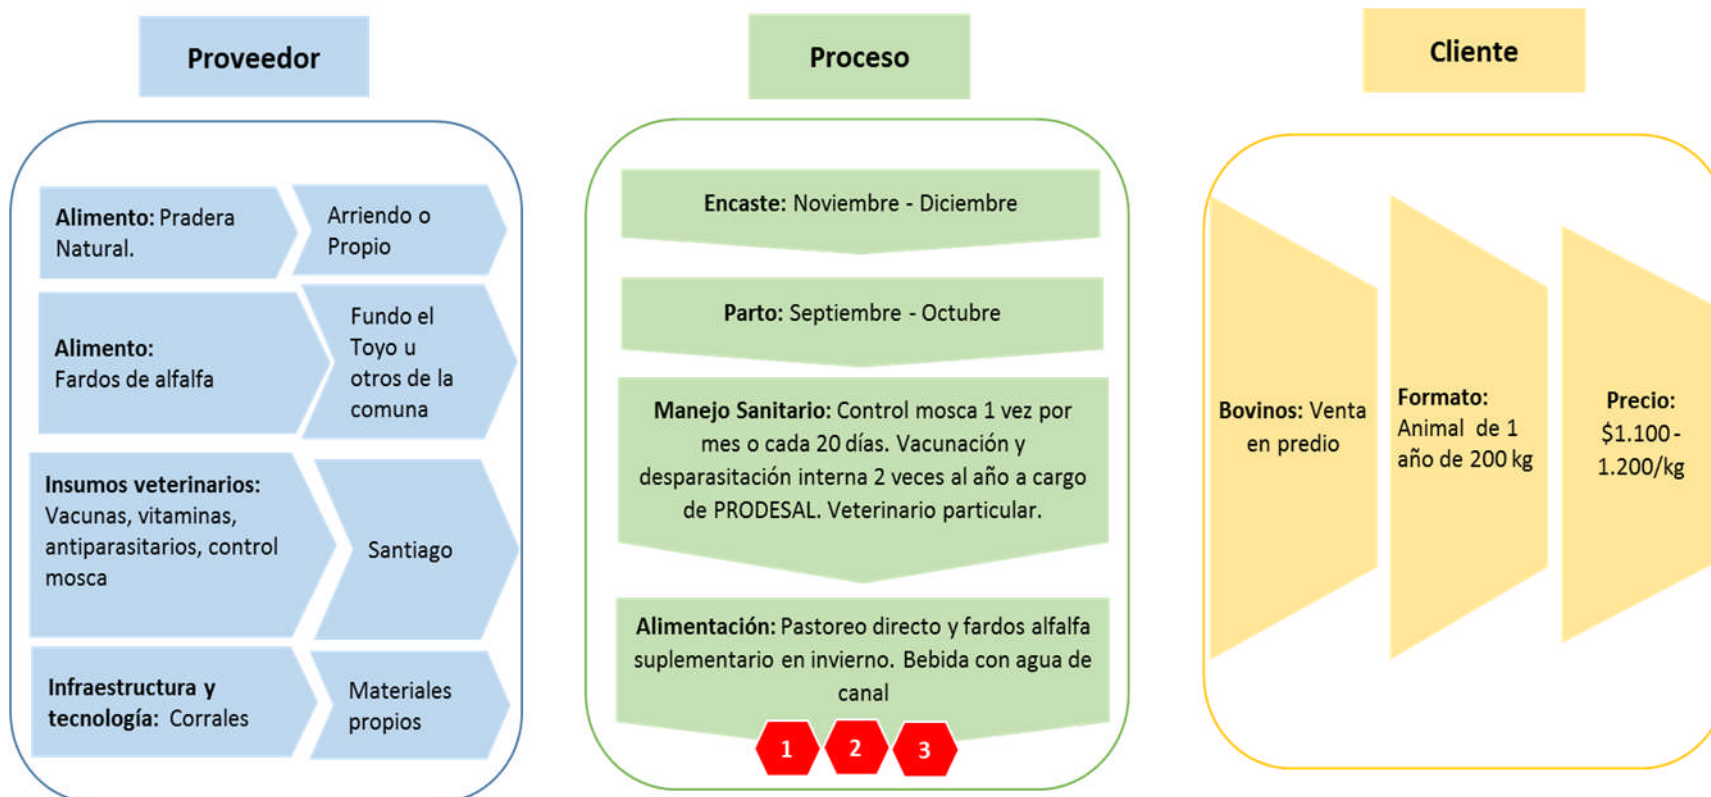 Proveedor
Alimento: Pradera
Natural.
Arriendo o
Propio
Alimento:
Fardos de alfalfa
Fundo el
Toyo u
otros de la
comuna
Insumos veterinarios:
Vacunas, vitaminas,
antiparasitarios, control
mosca
Santiago
Infraestructura y
tecnología: Corrales
Materiales
propios
Proceso
Encaste: Noviembre - Diciembre
Parto: Septiembre - Octubre
Manejo Sanitario: Control mosca 1 vez por
mes o cada 20 días. Vacunación y
desparasitación interna 2 veces al año a cargo
de PRODESAL. Veterinario particular.
Alimentación: Pastoreo directo y fardos alfalfa
suplementario en invierno. Bebida con agua de
canal
1
2
3
Cliente
Bovinos: Venta
en predio
Formato:
Animal de 1
año de 200 kg
Precio:
$1.100-
1.200/kg